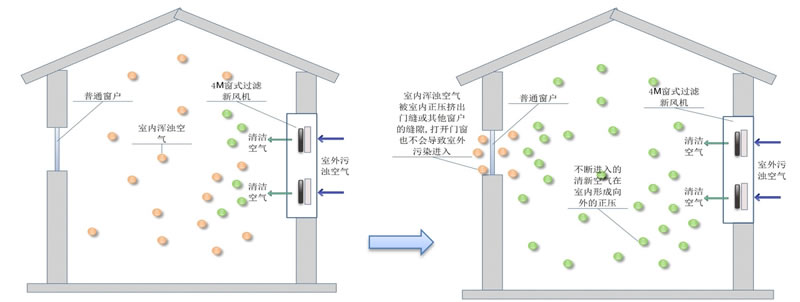 普通窗户
4M窗式过滤
新风机
室内浑浊空
气
清洁
空气
清洁
空气
室外污
浊空气
室内浑浊空气
被室内正压挤出
门缝或其他窗户
的缝隙,打开门窗
也不会导致室外
污染进入
普通窗户
4M窗式过滤
新风机
不断进入的
清新空气在
室内形成向
外的正压
清洁
空气
清洁
空气
室外污
浊空气